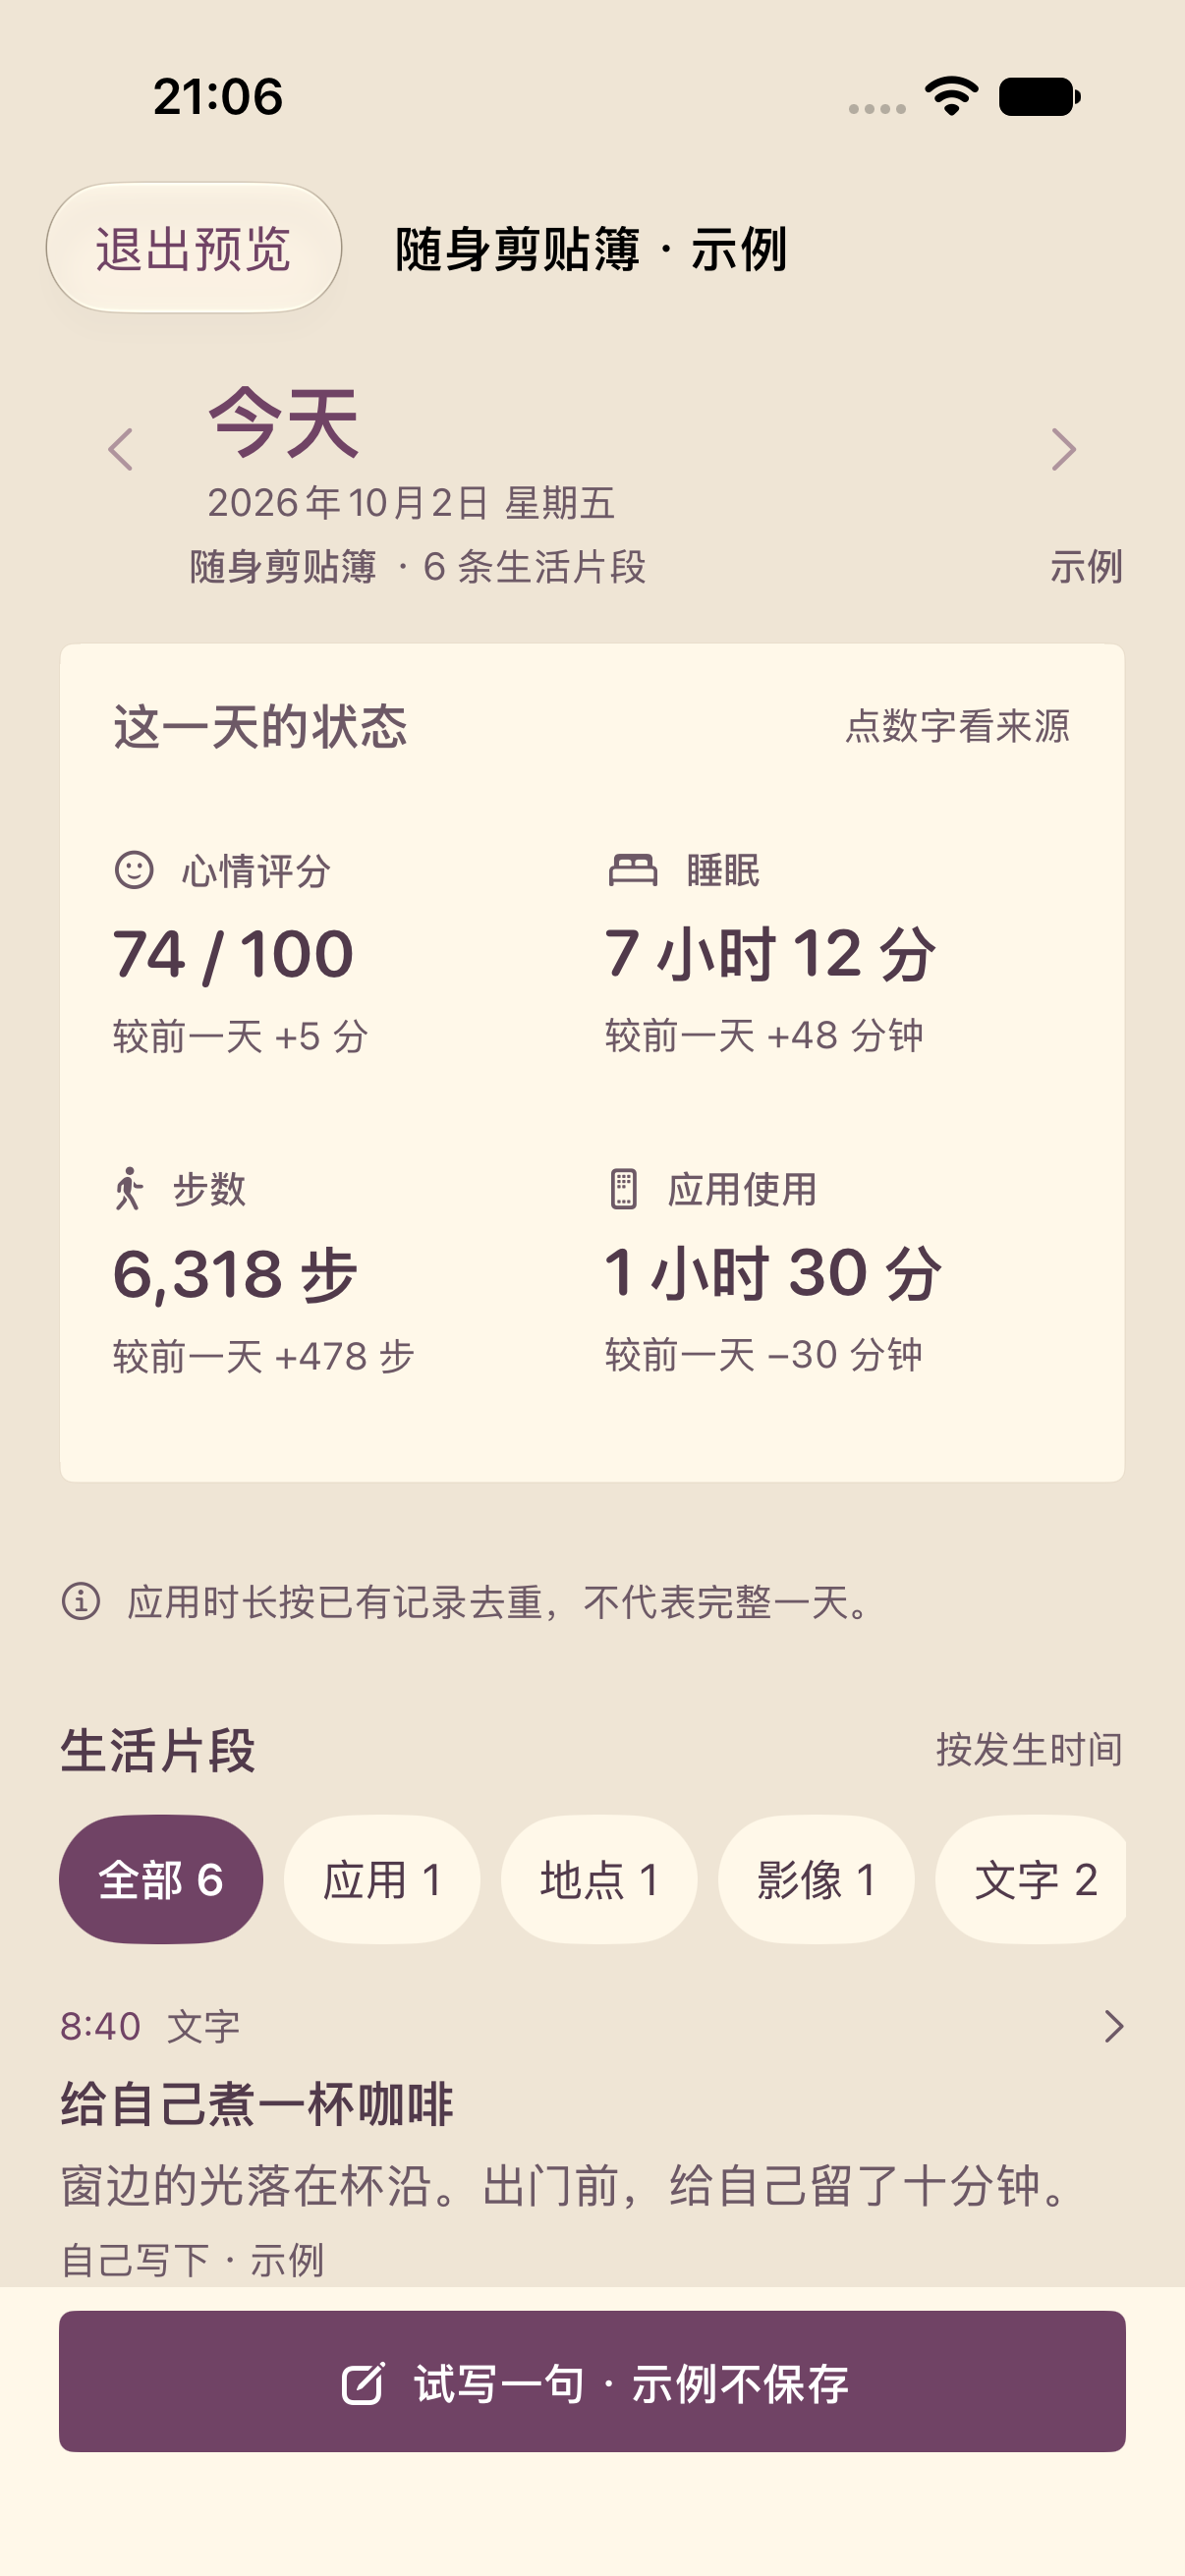 21:06
退出预览 随身剪贴簿 · 示例
今天
2026年10月2日 星期五
随身剪贴簿 · 6 条生活片段 示例
这一天的状态 点数字看来源
心情评分 睡眠
74 / 100 7 小时 12 分
较前一天 +5 分 较前一天 +48 分钟
步数 应用使用
6,318 步 1 小时 30 分
较前一天 +478 步 较前一天 −30 分钟
应用时长按已有记录去重，不代表完整一天。
生活片段 按发生时间
全部 6 应用 1 地点 1 影像 1 文字 2
8:40 文字
给自己煮一杯咖啡
窗边的光落在杯沿。出门前，给自己留了十分钟。
自己写下 · 示例
试写一句 · 示例不保存